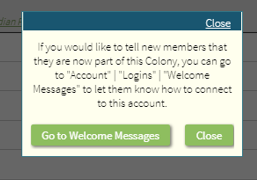 Close
If you would like to tell new members that
they are now part of this Colony, you can go
to "Account" | "Logins" | "Welcome
Messages" to let them know how to connect
to this account.
Go to Welcome Messages
Close